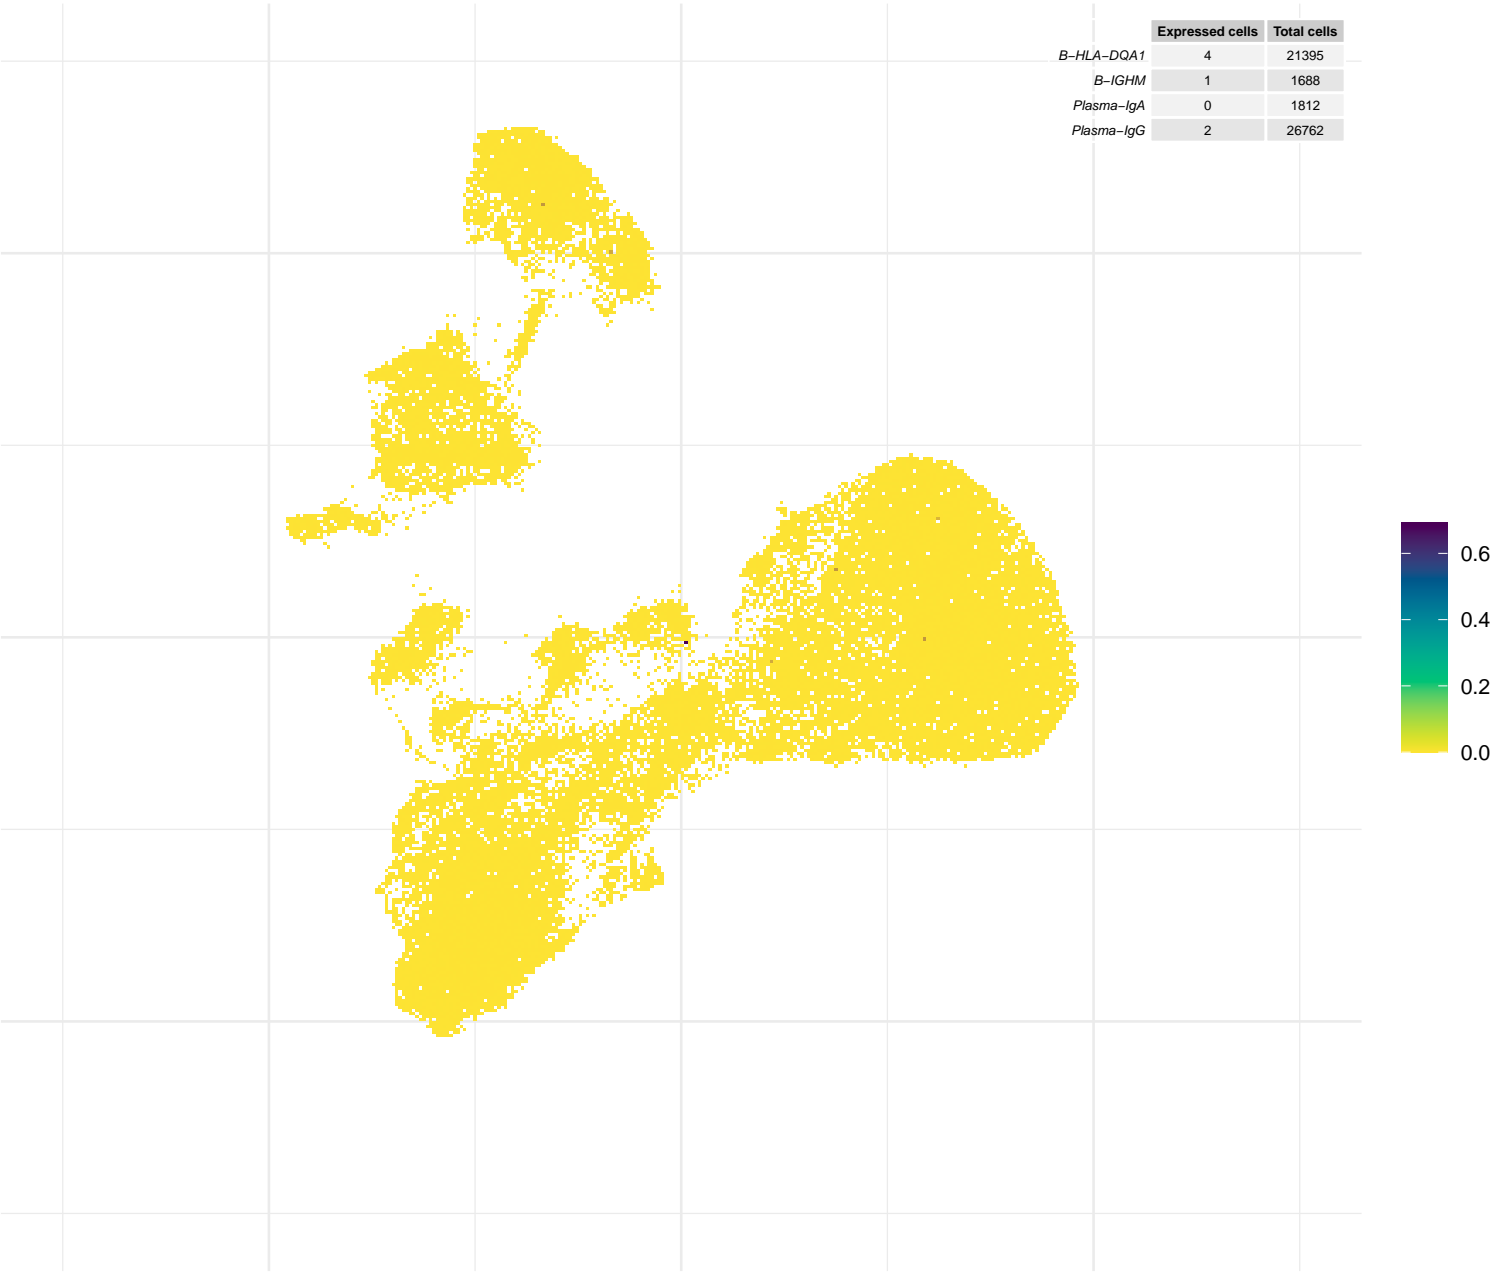 Expressed cells Total cells
B-HLA-DQA1 4 21395
B-IGHM 1 1688
Plasma-IgA 0 1812
Plasma-IgG 2 26762
0.6
0.4
0.2
0.0